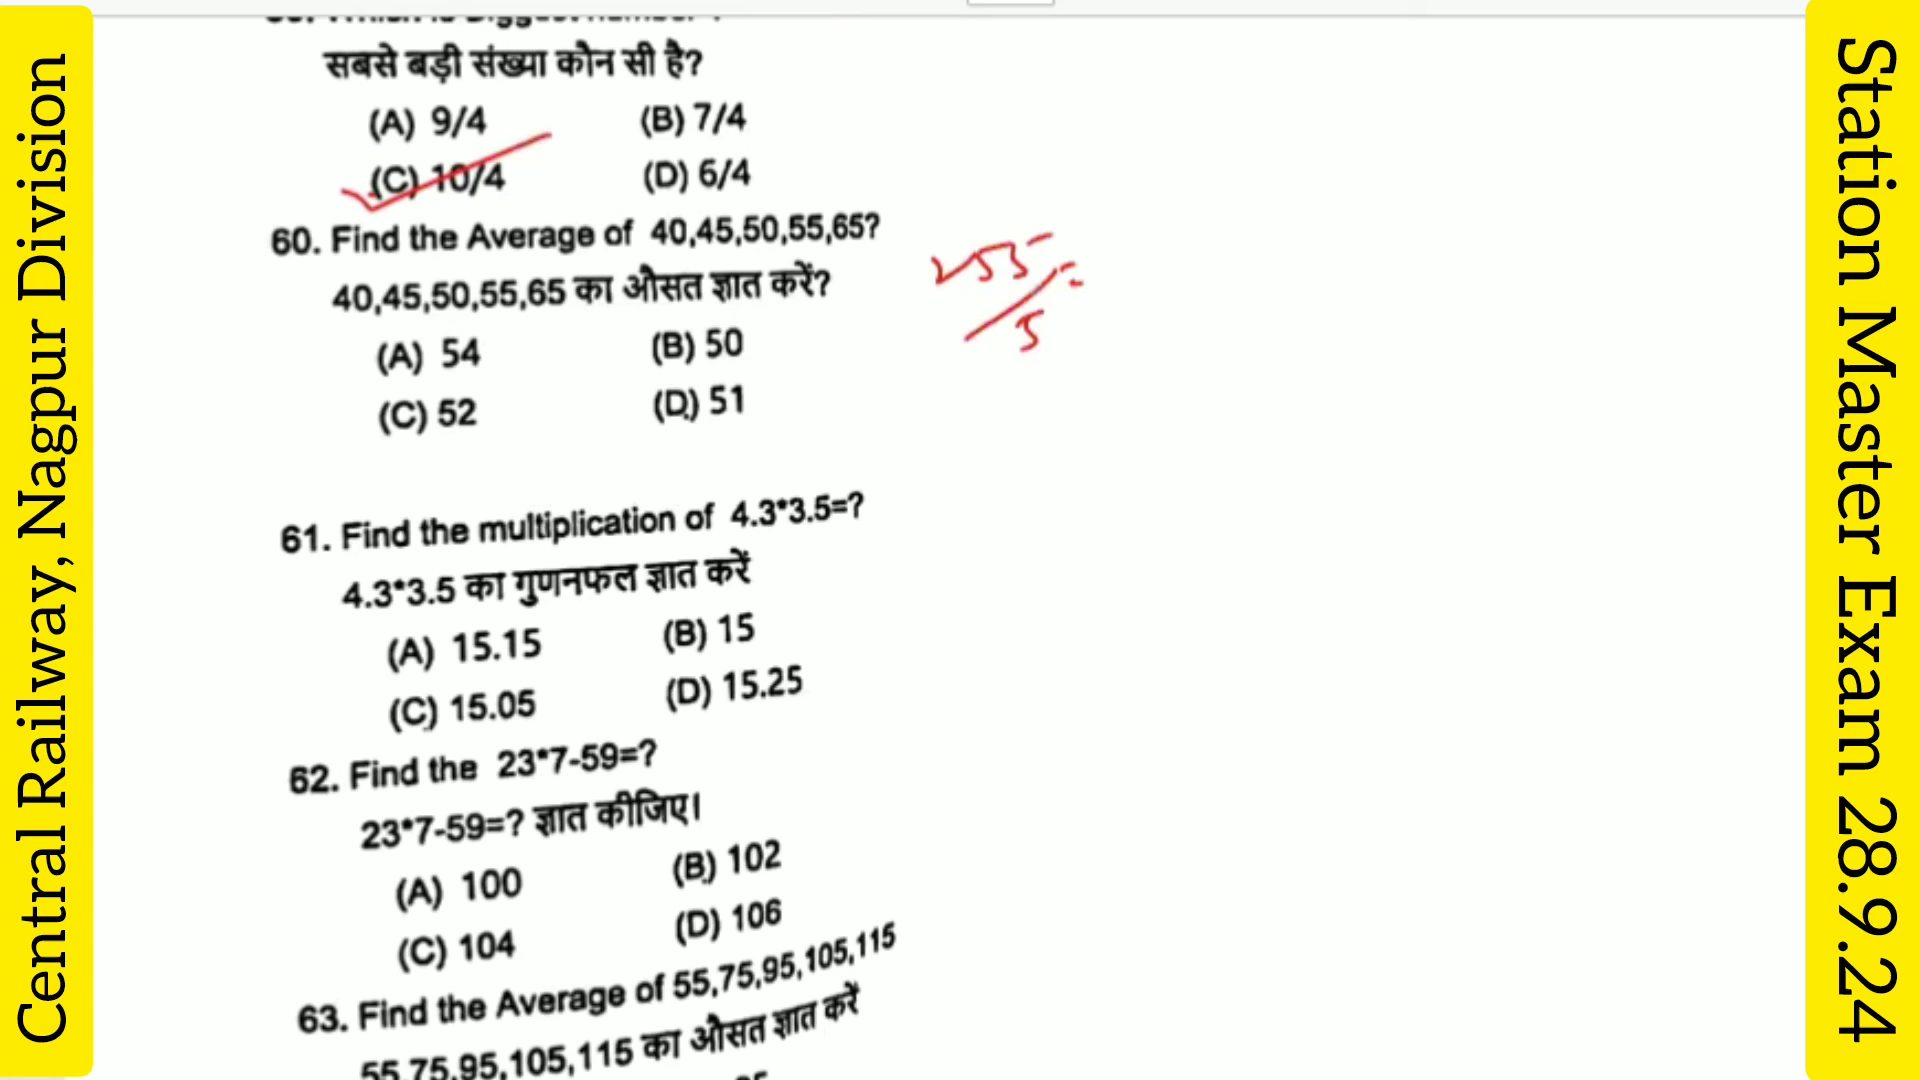 Central Railway, Nagpur Division
सबसे बड़ी संख्या कौन सी है?
(A) 9/4 (B) 7/4
(C) 10/4 (D) 6/4
60. Find the Average of 40,45,50,55,65?
40,45,50,55,65 का औसत ज्ञात करें?
(A) 54 (B) 50
(C) 52 (D) 51
255
5
61. Find the multiplication of 4.3*3.5=?
4.3*3.5 का गुणनफल ज्ञात करें
(A) 15.15 (B) 15
(C) 15.05 (D) 15.25
62. Find the 23*7-59=?
23*7-59=? ज्ञात कीजिए।
(A) 100 (B) 102
(C) 104 (D) 106
63. Find the Average of 55,75,95,105,115
55,75,95,105,115 का औसत ज्ञात करें
Station Master Exam 28.9.24